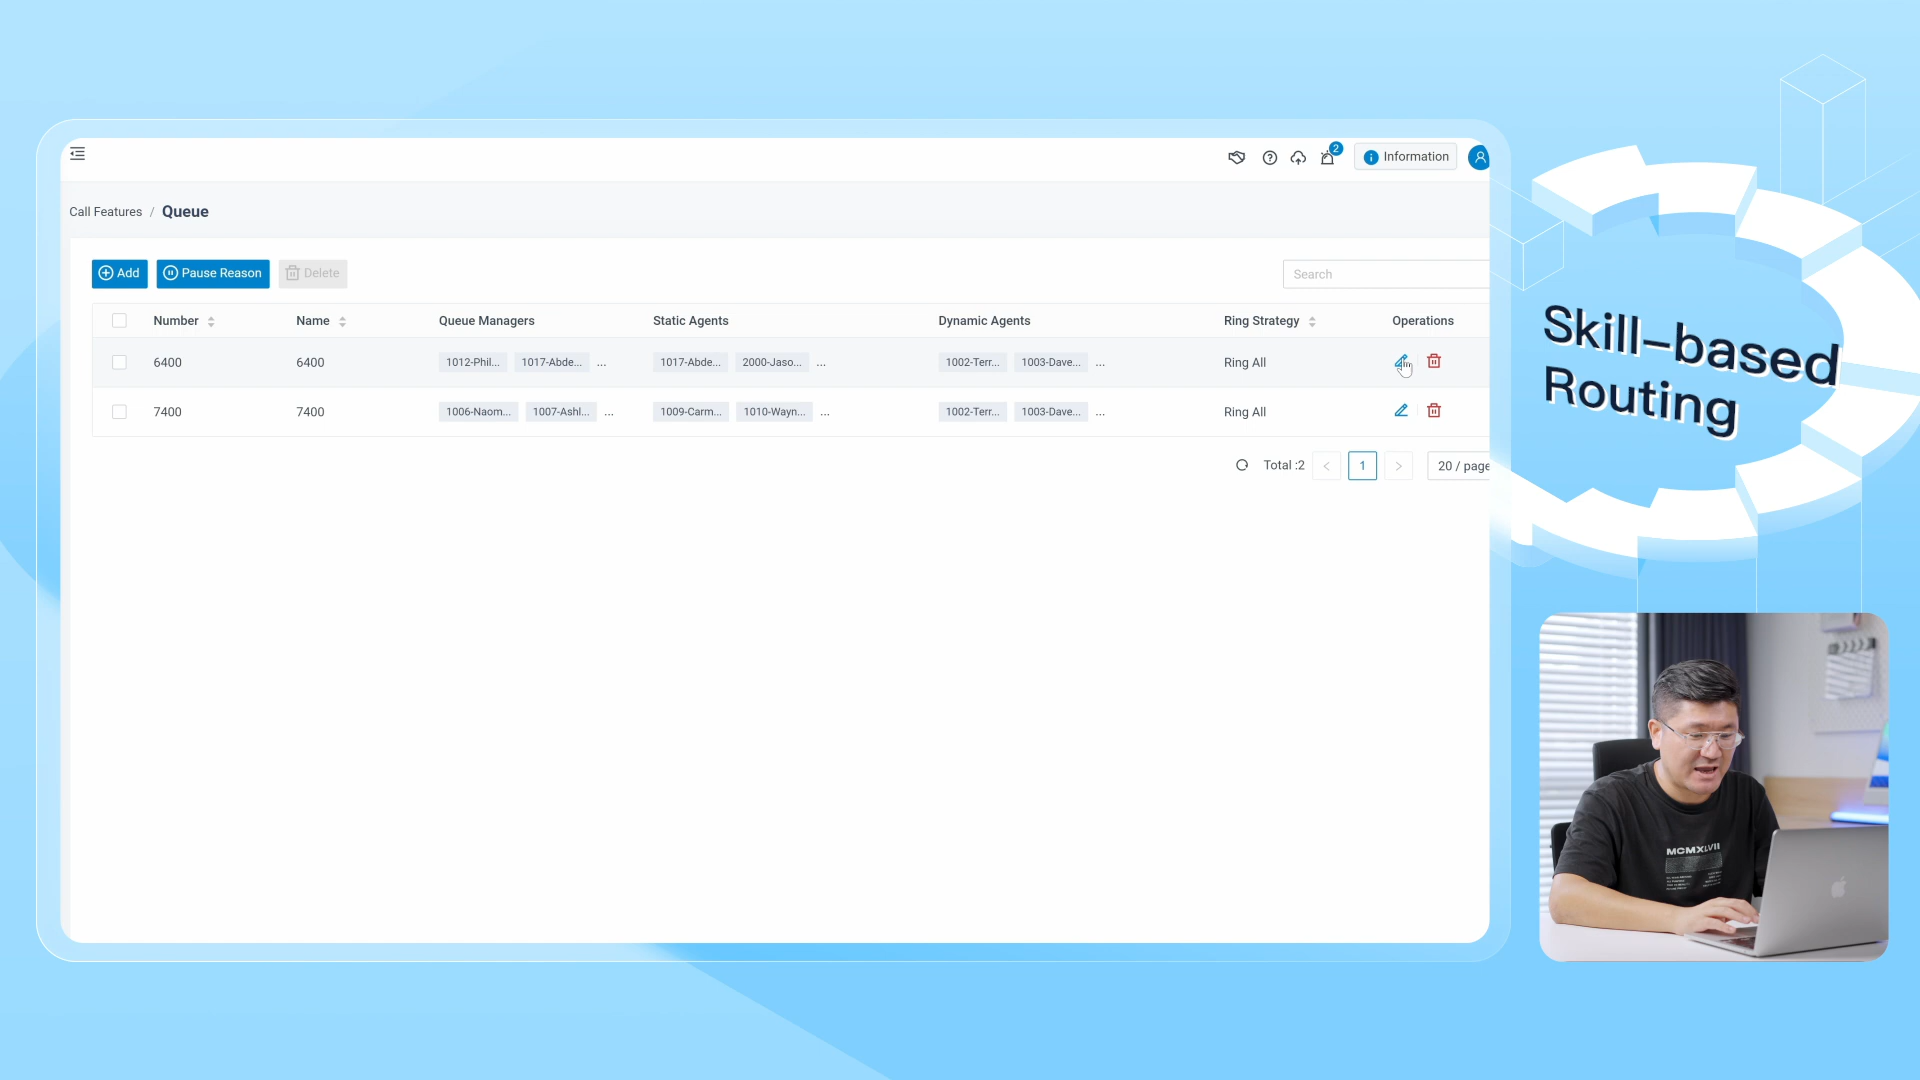 2
Information
Call Features / Queue
Add
Pause Reason
Delete
Search
Number
Name
Queue Managers
Static Agents
Dynamic Agents
Ring Strategy
Operations
6400
6400
1012-Phil...
1017-Abde...
...
1017-Abde...
2000-Jaso...
...
1002-Terr...
1003-Dave...
...
Ring All
7400
7400
1006-Naom...
1007-Ashl...
...
1009-Carm...
1010-Wayn...
...
1002-Terr...
1003-Dave...
...
Ring All
Total :2
<
1
>
20 / page
Skill-based
Routing
MCMXLVII